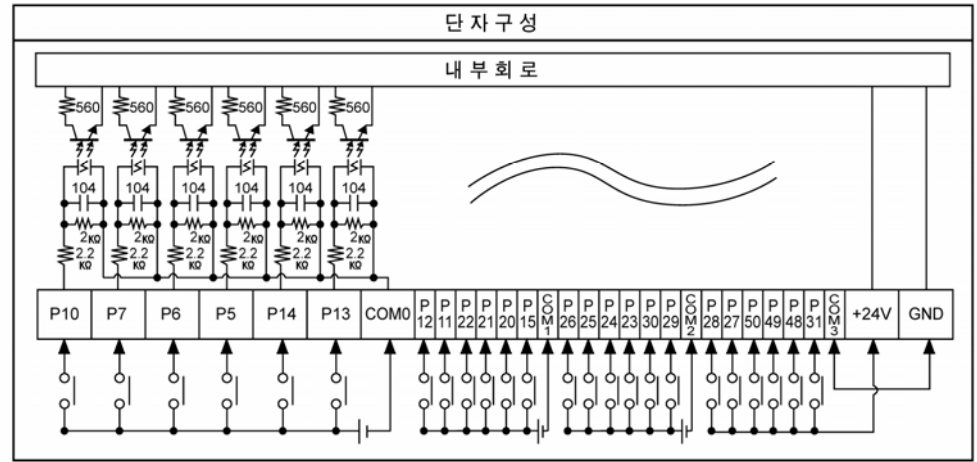 단 자 구 성
내 부 회 로
560 560 560 560 560 560
104 104 104 104 104 104
2KΩ 2KΩ 2KΩ 2KΩ 2KΩ 2KΩ
2.2 KΩ 2.2 KΩ 2.2 KΩ 2.2 KΩ 2.2 KΩ 2.2 KΩ
P10 P7 P6 P5 P14 P13 COM0 P12 P11 P22 P21 P20 P15 COM1 P26 P25 P24 P23 P30 P29 COM2 P28 P27 P50 P49 P48 P31 COM3 +24V GND